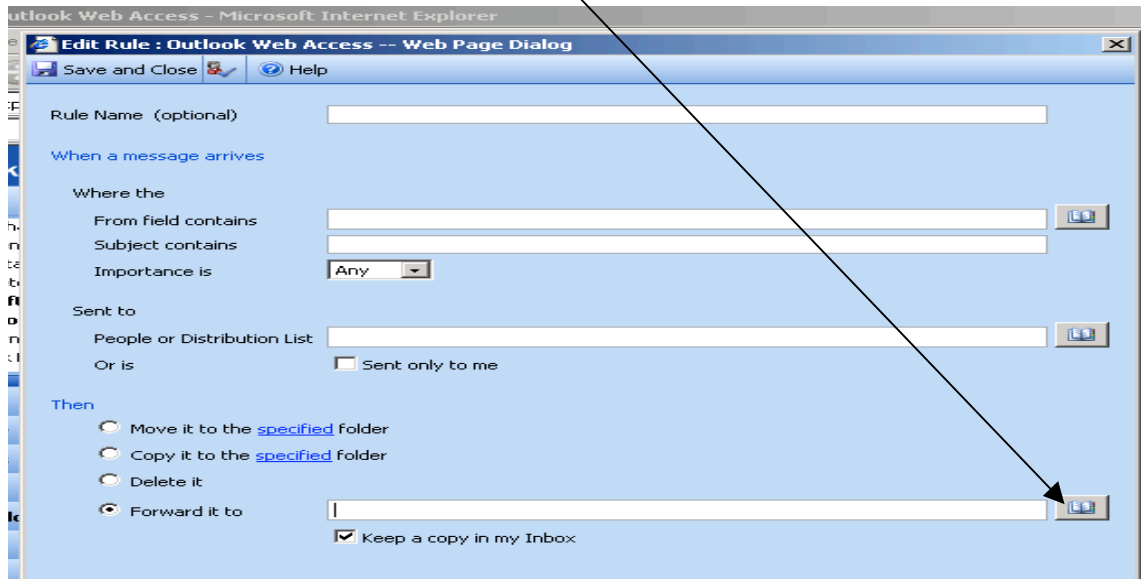 utlook Web Access - Microsoft Internet Explorer
Edit Rule : Outlook Web Access -- Web Page Dialog
Save and Close Help
Rule Name (optional)
When a message arrives
Where the
From field contains
Subject contains
Importance is Any
Sent to
People or Distribution List
Or is Sent only to me
Then
Move it to the specified folder
Copy it to the specified folder
Delete it
Forward it to
Keep a copy in my Inbox